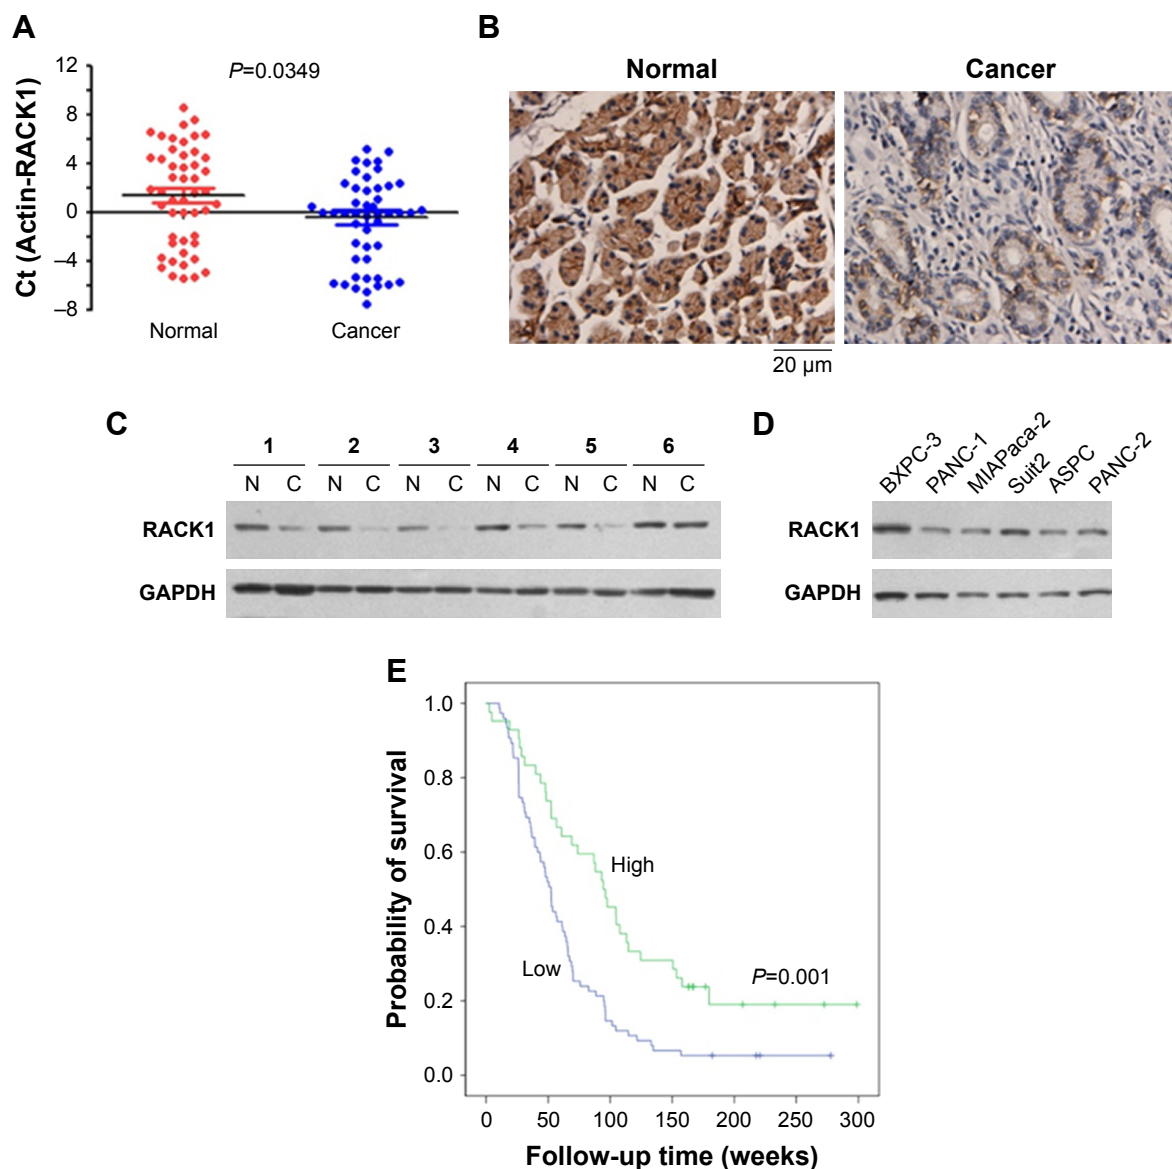 A
P=0.0349
12
8
4
0
–4
–8
Ct (Actin-RACK1)
Normal
Cancer
B
Normal
Cancer
20 µm
C
1 2 3 4 5 6
N C N C N C N C N C N C
RACK1
GAPDH
D
BXPC-3 PANC-1 MIAPaca-2 Suit2 ASPC PANC-2
RACK1
GAPDH
E
1.0
0.8
0.6
0.4
0.2
0.0
Probability of survival
High
Low
P=0.001
0 50 100 150 200 250 300
Follow-up time (weeks)